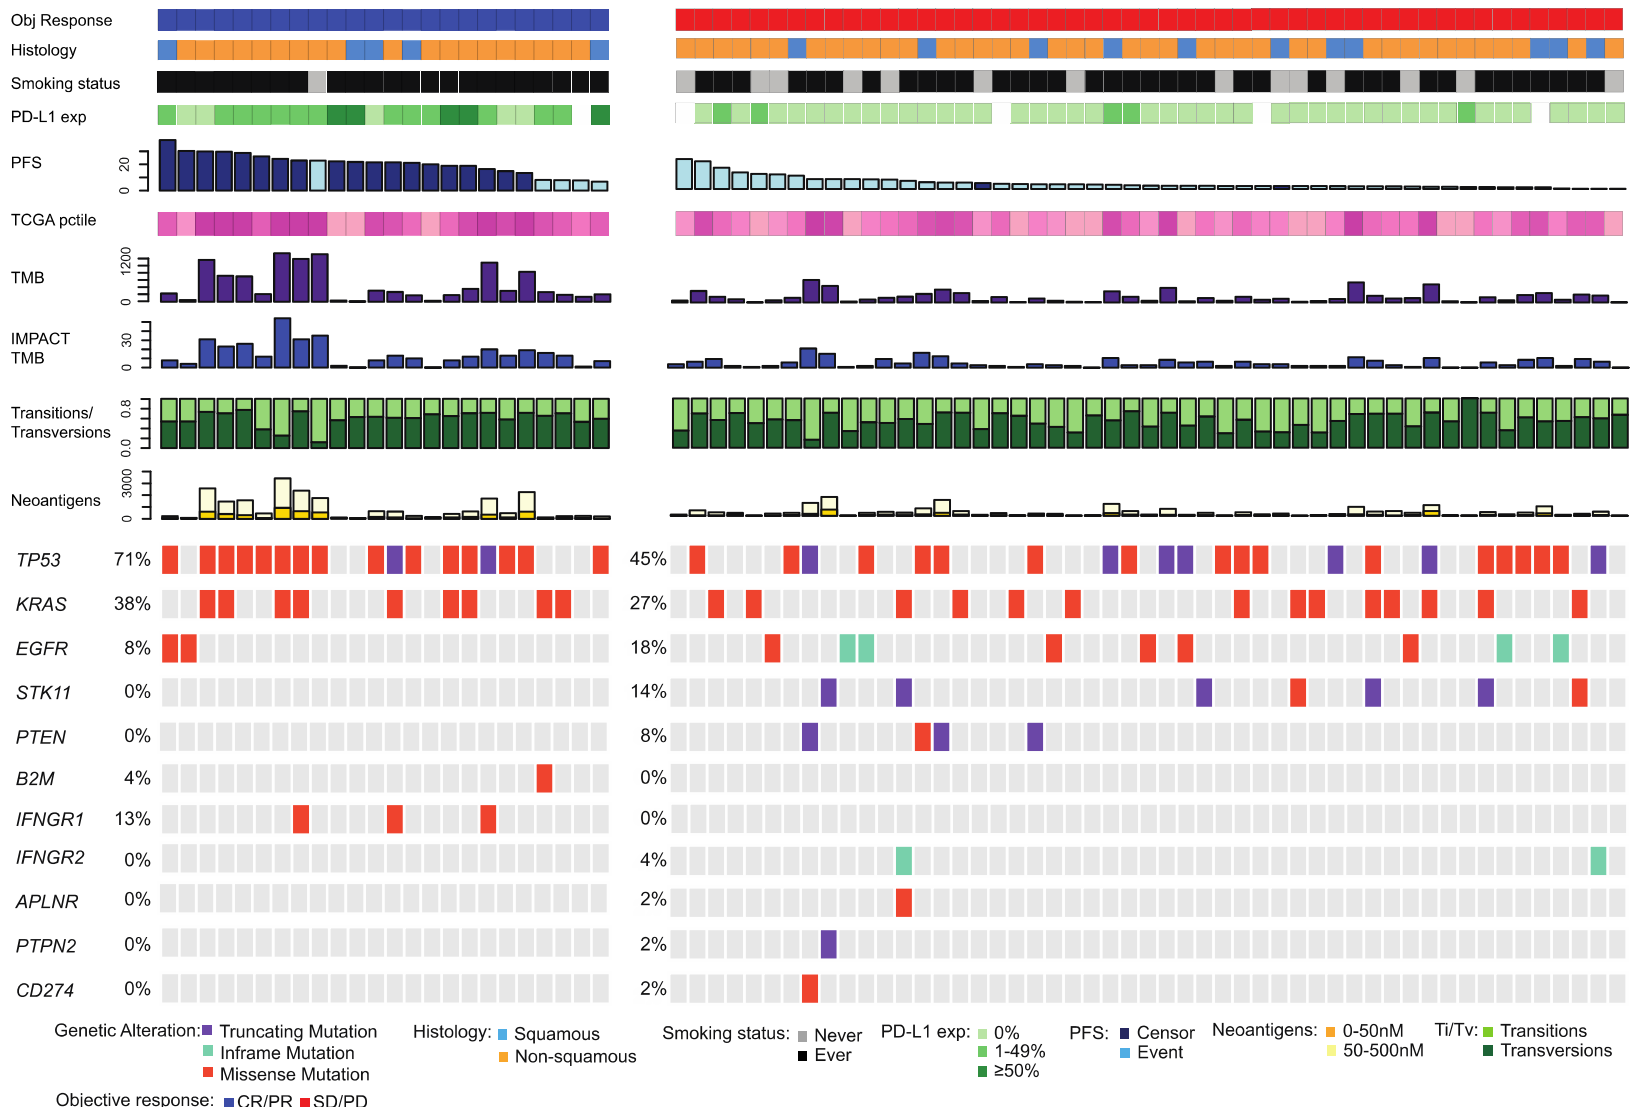 Obj Response
Histology
Smoking status
PD-L1 exp
PFS
0 20
TCGA pctile
TMB
0 1200
IMPACT
TMB
0 30
Transitions/
Transversions
0.0 0.8
Neoantigens
0 3000
TP53 71% 45%
KRAS 38% 27%
EGFR 8% 18%
STK11 0% 14%
PTEN 0% 8%
B2M 4% 0%
IFNGR1 13% 0%
IFNGR2 0% 4%
APLNR 0% 2%
PTPN2 0% 2%
CD274 0% 2%
Genetic Alteration: Truncating Mutation
Inframe Mutation
Missense Mutation
Histology: Squamous
Non-squamous
Smoking status: Never
Ever
PD-L1 exp: 0%
1-49%
≥50%
PFS: Censor
Event
Neoantigens: 0-50nM
50-500nM
Ti/Tv: Transitions
Transversions
Objective response: CR/PR SD/PD